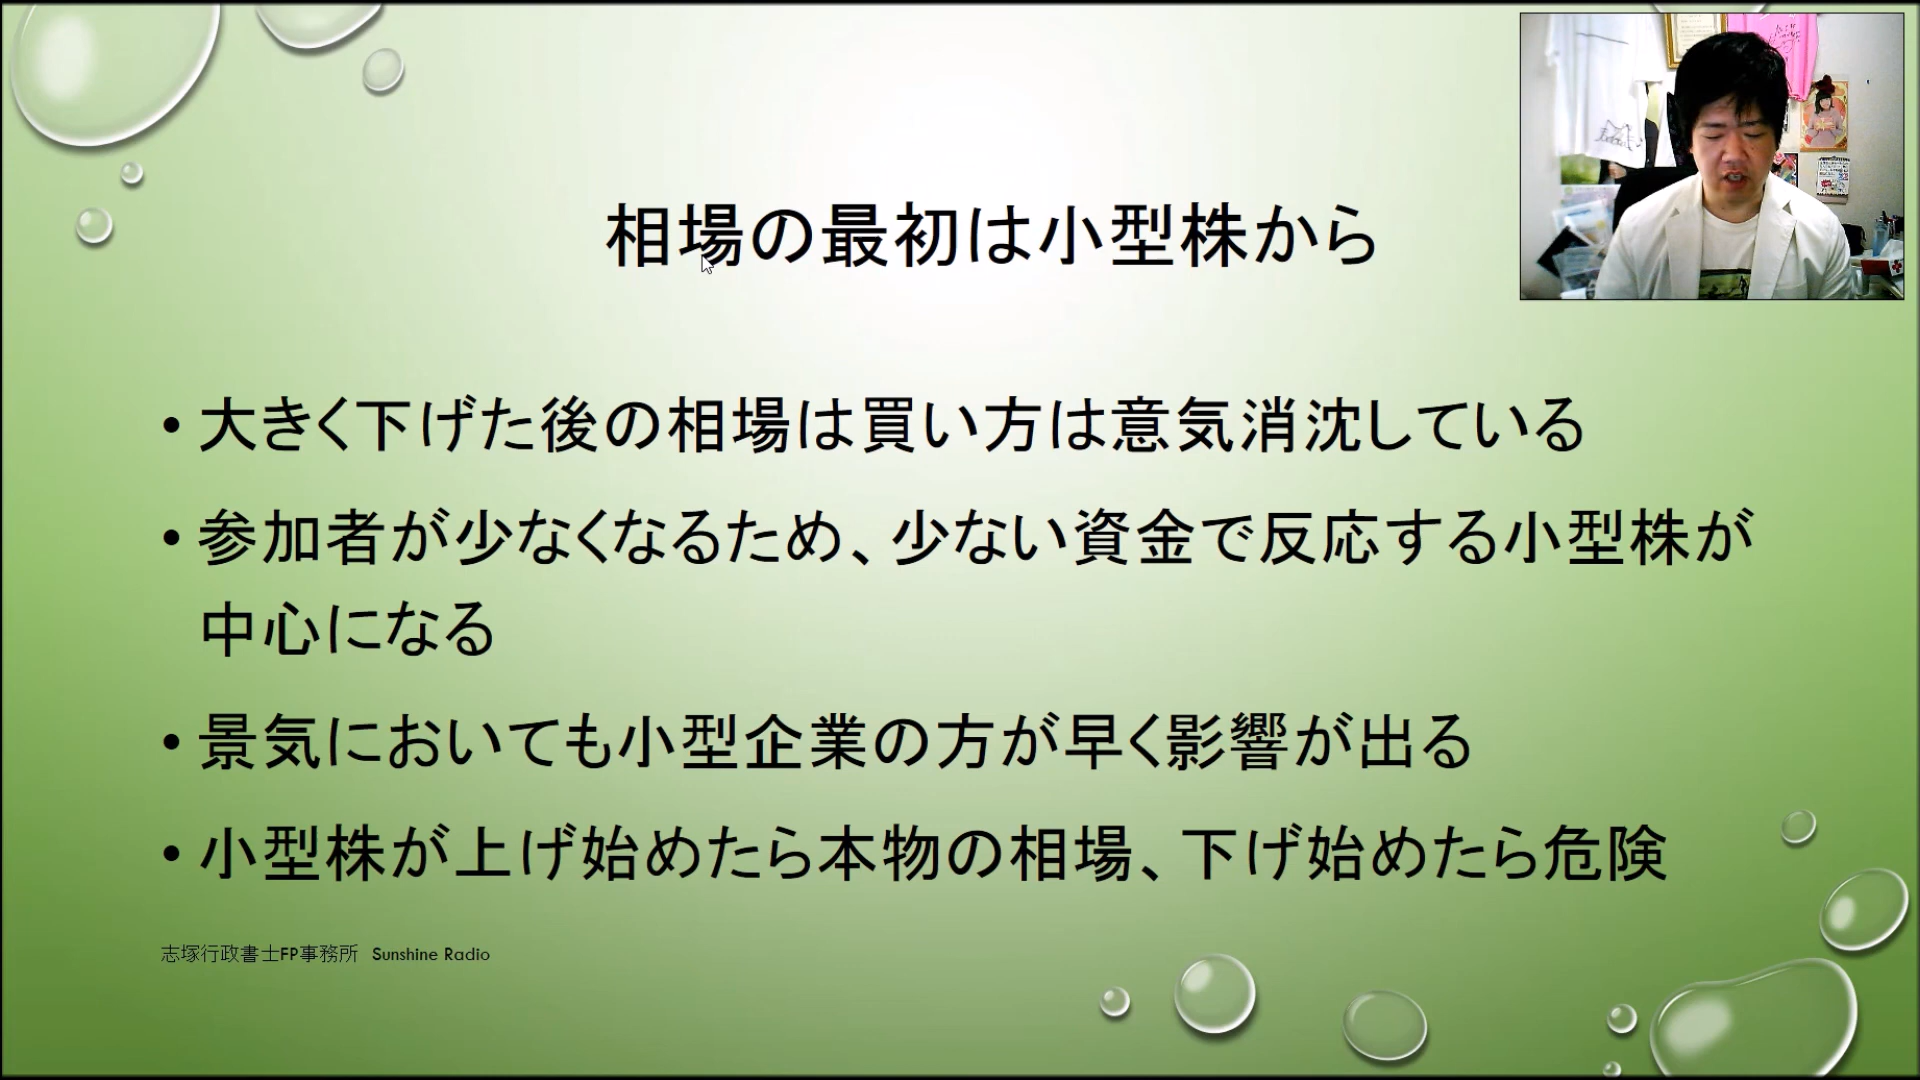 相場の最初は小型株から
・大きく下げた後の相場は買い方は意気消沈している
・参加者が少なくなるため、少ない資金で反応する小型株が
中心になる
・景気においても小型企業の方が早く影響が出る
・小型株が上げ始めたら本物の相場、下げ始めたら危険
志塚行政書士FP事務所 Sunshine Radio